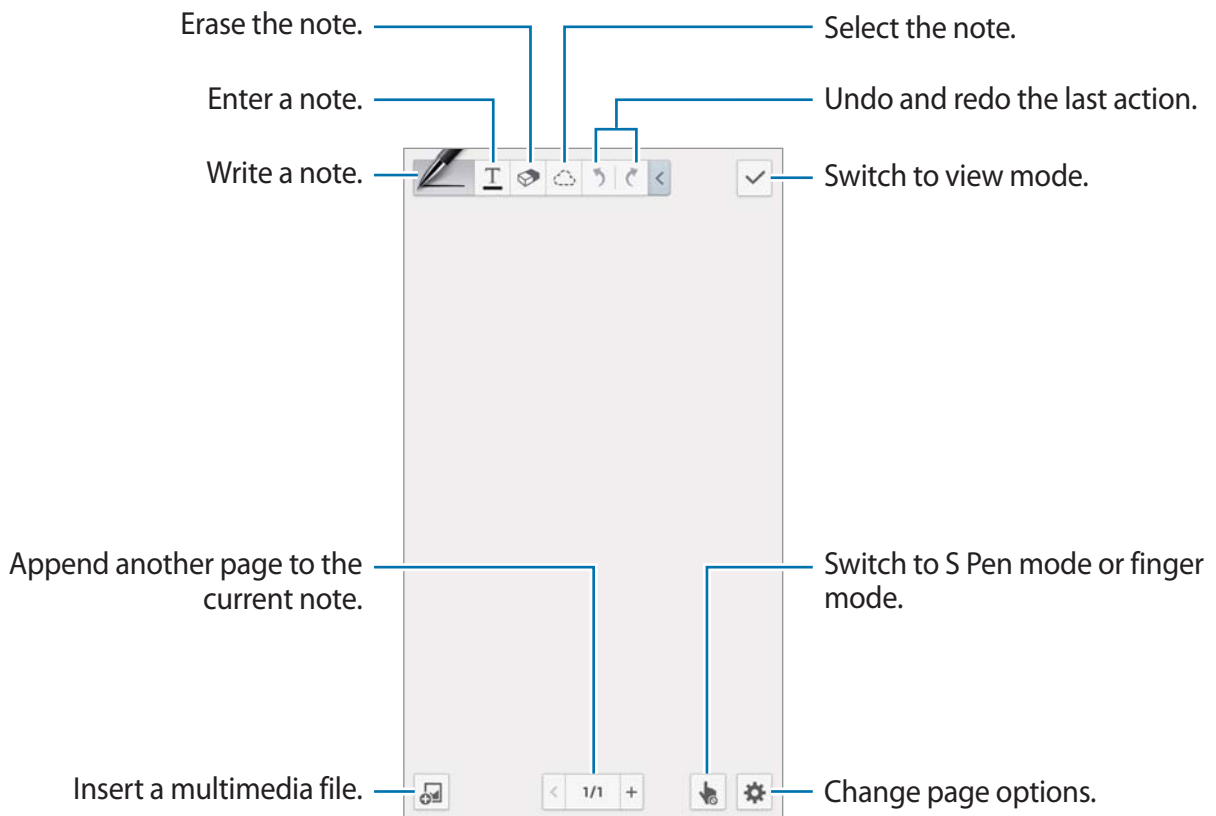 Erase the note.
Select the note.
Enter a note.
Undo and redo the last action.
Write a note.
T
Switch to view mode.
Append another page to the
current note.
Switch to S Pen mode or finger
mode.
Insert a multimedia file.
< 1/1 +
Change page options.